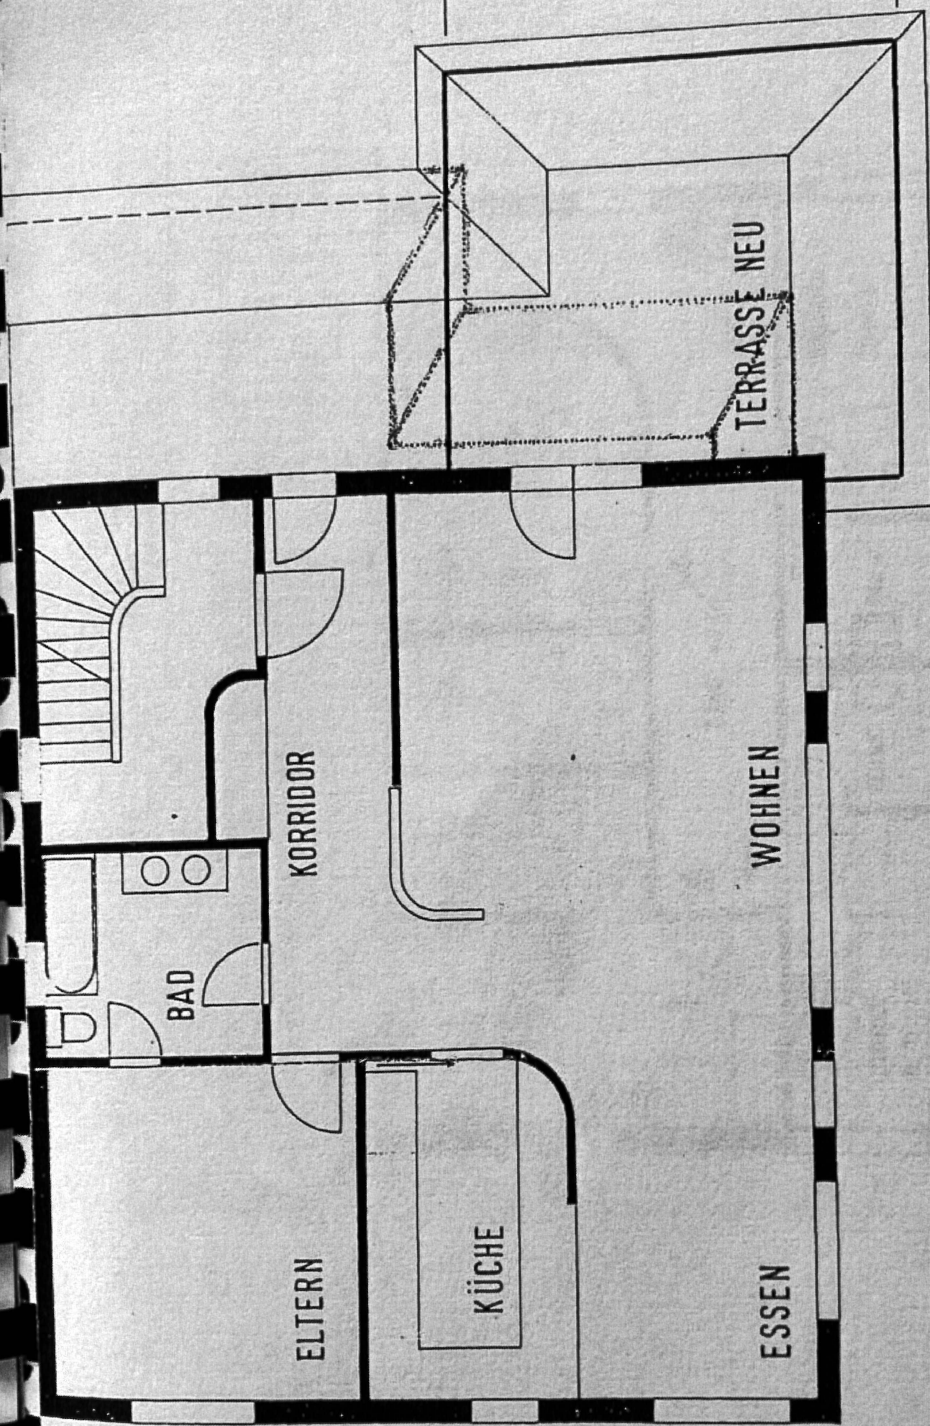 TERRASSE NEU
KORRIDOR
WOHNEN
BAD
ELTERN
KÜCHE
ESSEN